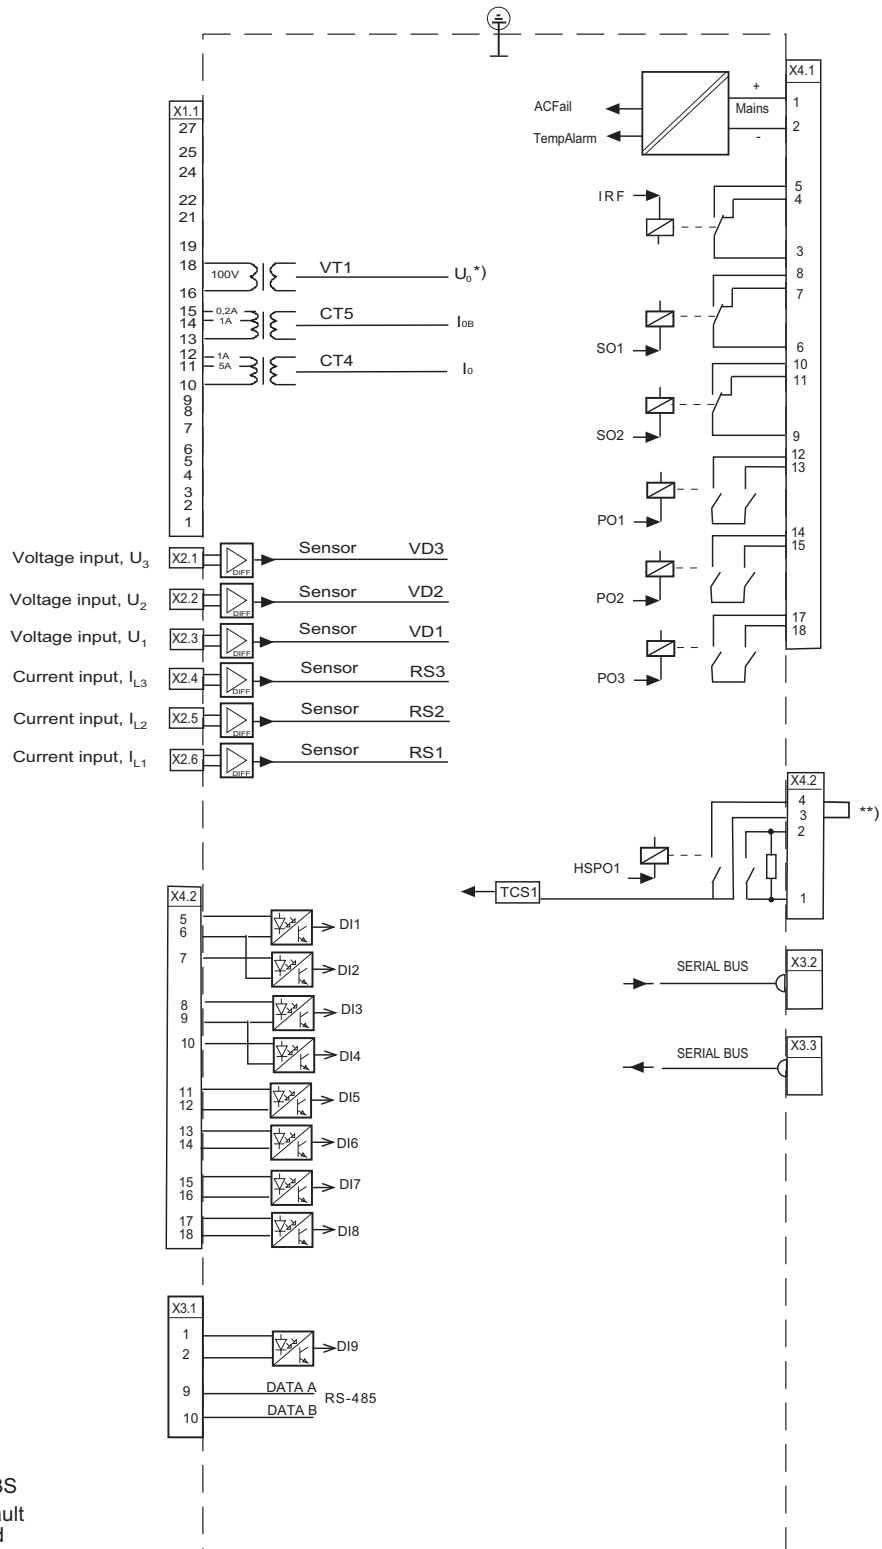 X4.1
ACFail
TempAlarm
+
Mains
-
1
2
X1.1
27
25
24
22
21
19
18
16
15
14
13
12
11
10
9
8
7
6
5
4
3
2
1
100V
VT1
U₀*)
0,2A
1A
CT5
I₀B
1A
5A
CT4
I₀
IRF
5
4
3
SO1
8
7
6
SO2
10
11
9
PO1
12
13
PO2
14
15
PO3
17
18
Voltage input, U₃ X2.1 DIFF Sensor VD3
Voltage input, U₂ X2.2 DIFF Sensor VD2
Voltage input, U₁ X2.3 DIFF Sensor VD1
Current input, IL3 X2.4 DIFF Sensor RS3
Current input, IL2 X2.5 DIFF Sensor RS2
Current input, IL1 X2.6 DIFF Sensor RS1
X4.2
4
3
2
1
**)
HSPO1
TCS1
X4.2
5
6
DI1
7
DI2
8
9
DI3
10
DI4
11
12
DI5
13
14
DI6
15
16
DI7
17
18
DI8
SERIAL BUS
X3.2
SERIAL BUS
X3.3
X3.1
1
2
DI9
9
DATA A
RS-485
10
DATA B